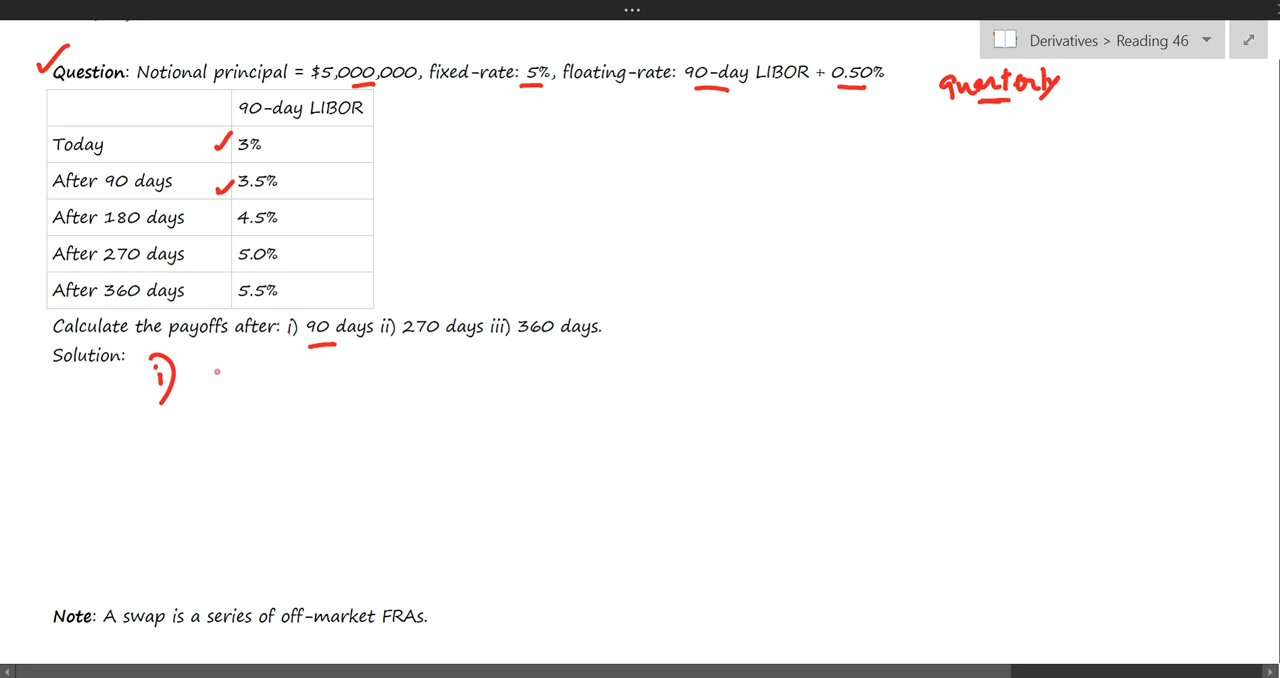 Derivatives > Reading 46
Question: Notional principal = $5,000,000, fixed-rate: 5%, floating-rate: 90-day LIBOR + 0.50%
quarterly
90-day LIBOR
Today 3%
After 90 days 3.5%
After 180 days 4.5%
After 270 days 5.0%
After 360 days 5.5%
Calculate the payoffs after: i) 90 days ii) 270 days iii) 360 days.
Solution:
i)
Note: A swap is a series of off-market FRAs.